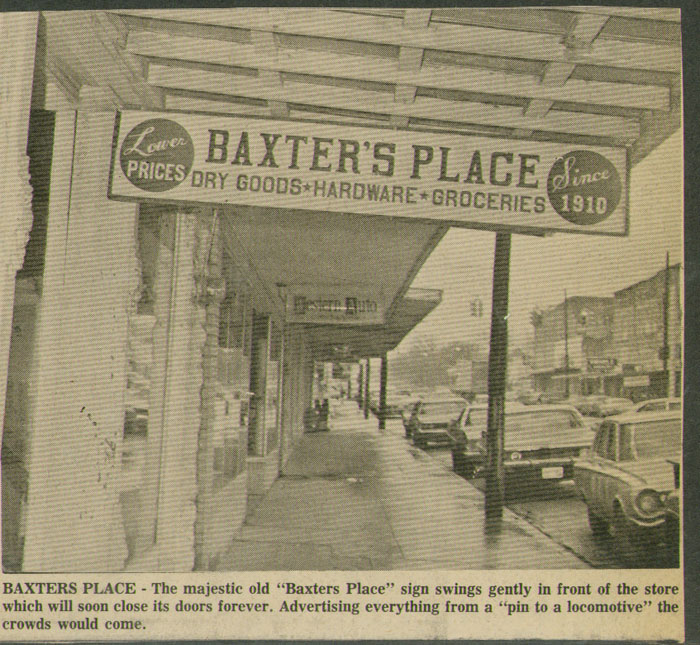 Lower
PRICES
BAXTER'S PLACE
DRY GOODS★HARDWARE★GROCERIES
Since
1910
Western Auto
BAXTERS PLACE - The majestic old "Baxters Place" sign swings gently in front of the store
which will soon close its doors forever. Advertising everything from a "pin to a locomotive" the
crowds would come.